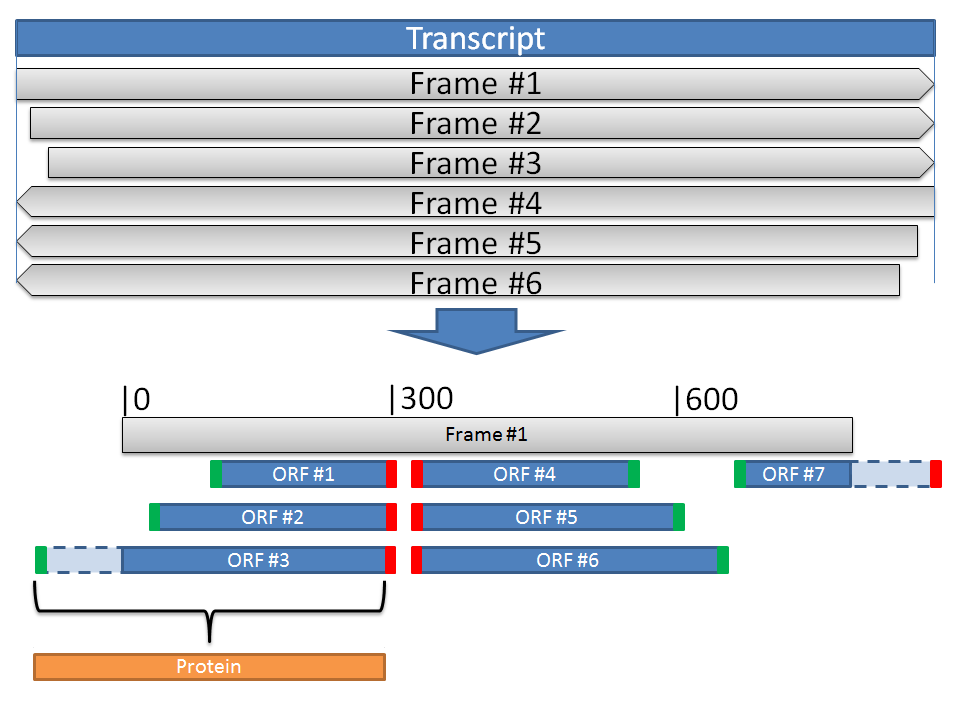 Transcript
Frame #1
Frame #2
Frame #3
Frame #4
Frame #5
Frame #6
|0 |300 |600
Frame #1
ORF #1 ORF #4 ORF #7
ORF #2 ORF #5
ORF #3 ORF #6
Protein